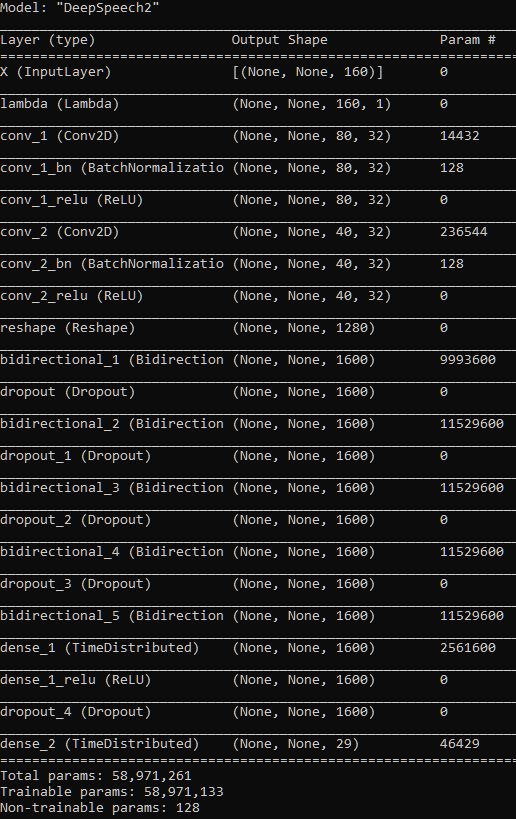 Model: "DeepSpeech2"
Layer (type) Output Shape Param #
X (InputLayer) [(None, None, 160)] 0
lambda (Lambda) (None, None, 160, 1) 0
conv_1 (Conv2D) (None, None, 80, 32) 14432
conv_1_bn (BatchNormalizatio (None, None, 80, 32) 128
conv_1_relu (ReLU) (None, None, 80, 32) 0
conv_2 (Conv2D) (None, None, 40, 32) 236544
conv_2_bn (BatchNormalizatio (None, None, 40, 32) 128
conv_2_relu (ReLU) (None, None, 40, 32) 0
reshape (Reshape) (None, None, 1280) 0
bidirectional_1 (Bidirection (None, None, 1600) 9993600
dropout (Dropout) (None, None, 1600) 0
bidirectional_2 (Bidirection (None, None, 1600) 11529600
dropout_1 (Dropout) (None, None, 1600) 0
bidirectional_3 (Bidirection (None, None, 1600) 11529600
dropout_2 (Dropout) (None, None, 1600) 0
bidirectional_4 (Bidirection (None, None, 1600) 11529600
dropout_3 (Dropout) (None, None, 1600) 0
bidirectional_5 (Bidirection (None, None, 1600) 11529600
dense_1 (TimeDistributed) (None, None, 1600) 2561600
dense_1_relu (ReLU) (None, None, 1600) 0
dropout_4 (Dropout) (None, None, 1600) 0
dense_2 (TimeDistributed) (None, None, 29) 46429
Total params: 58,971,261
Trainable params: 58,971,133
Non-trainable params: 128